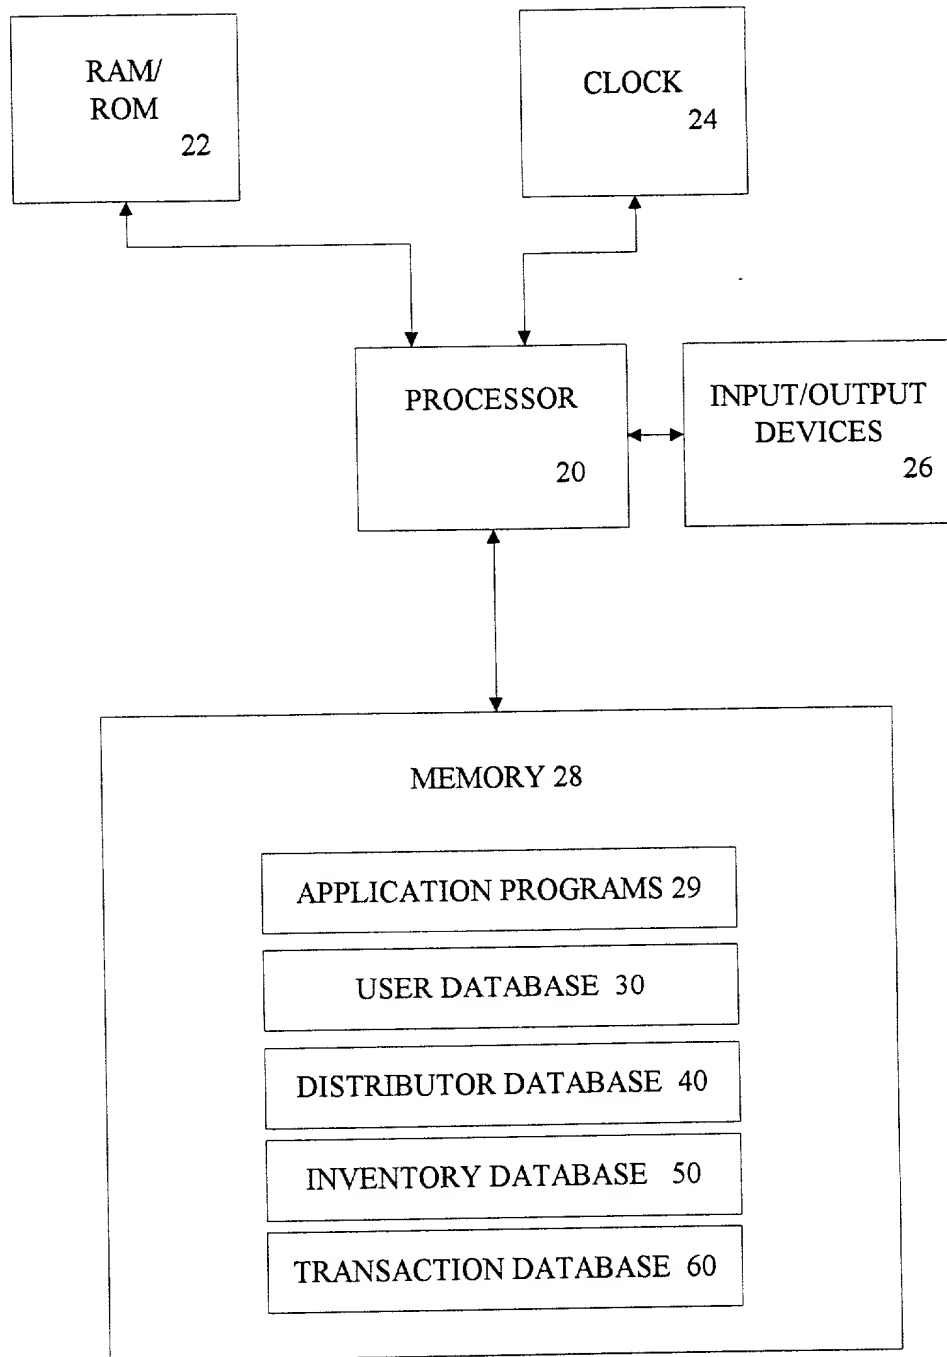 RAM/
ROM
22
CLOCK
24
PROCESSOR
20
INPUT/OUTPUT
DEVICES
26
MEMORY 28
APPLICATION PROGRAMS 29
USER DATABASE 30
DISTRIBUTOR DATABASE 40
INVENTORY DATABASE 50
TRANSACTION DATABASE 60